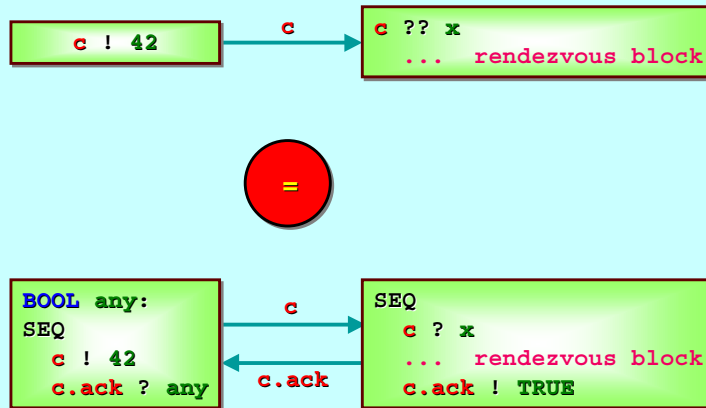 c ! 42
c
c ?? x
... rendezvous block
=
BOOL any:
SEQ
c ! 42
c.ack ? any
c
c.ack
SEQ
c ? x
... rendezvous block
c.ack ! TRUE